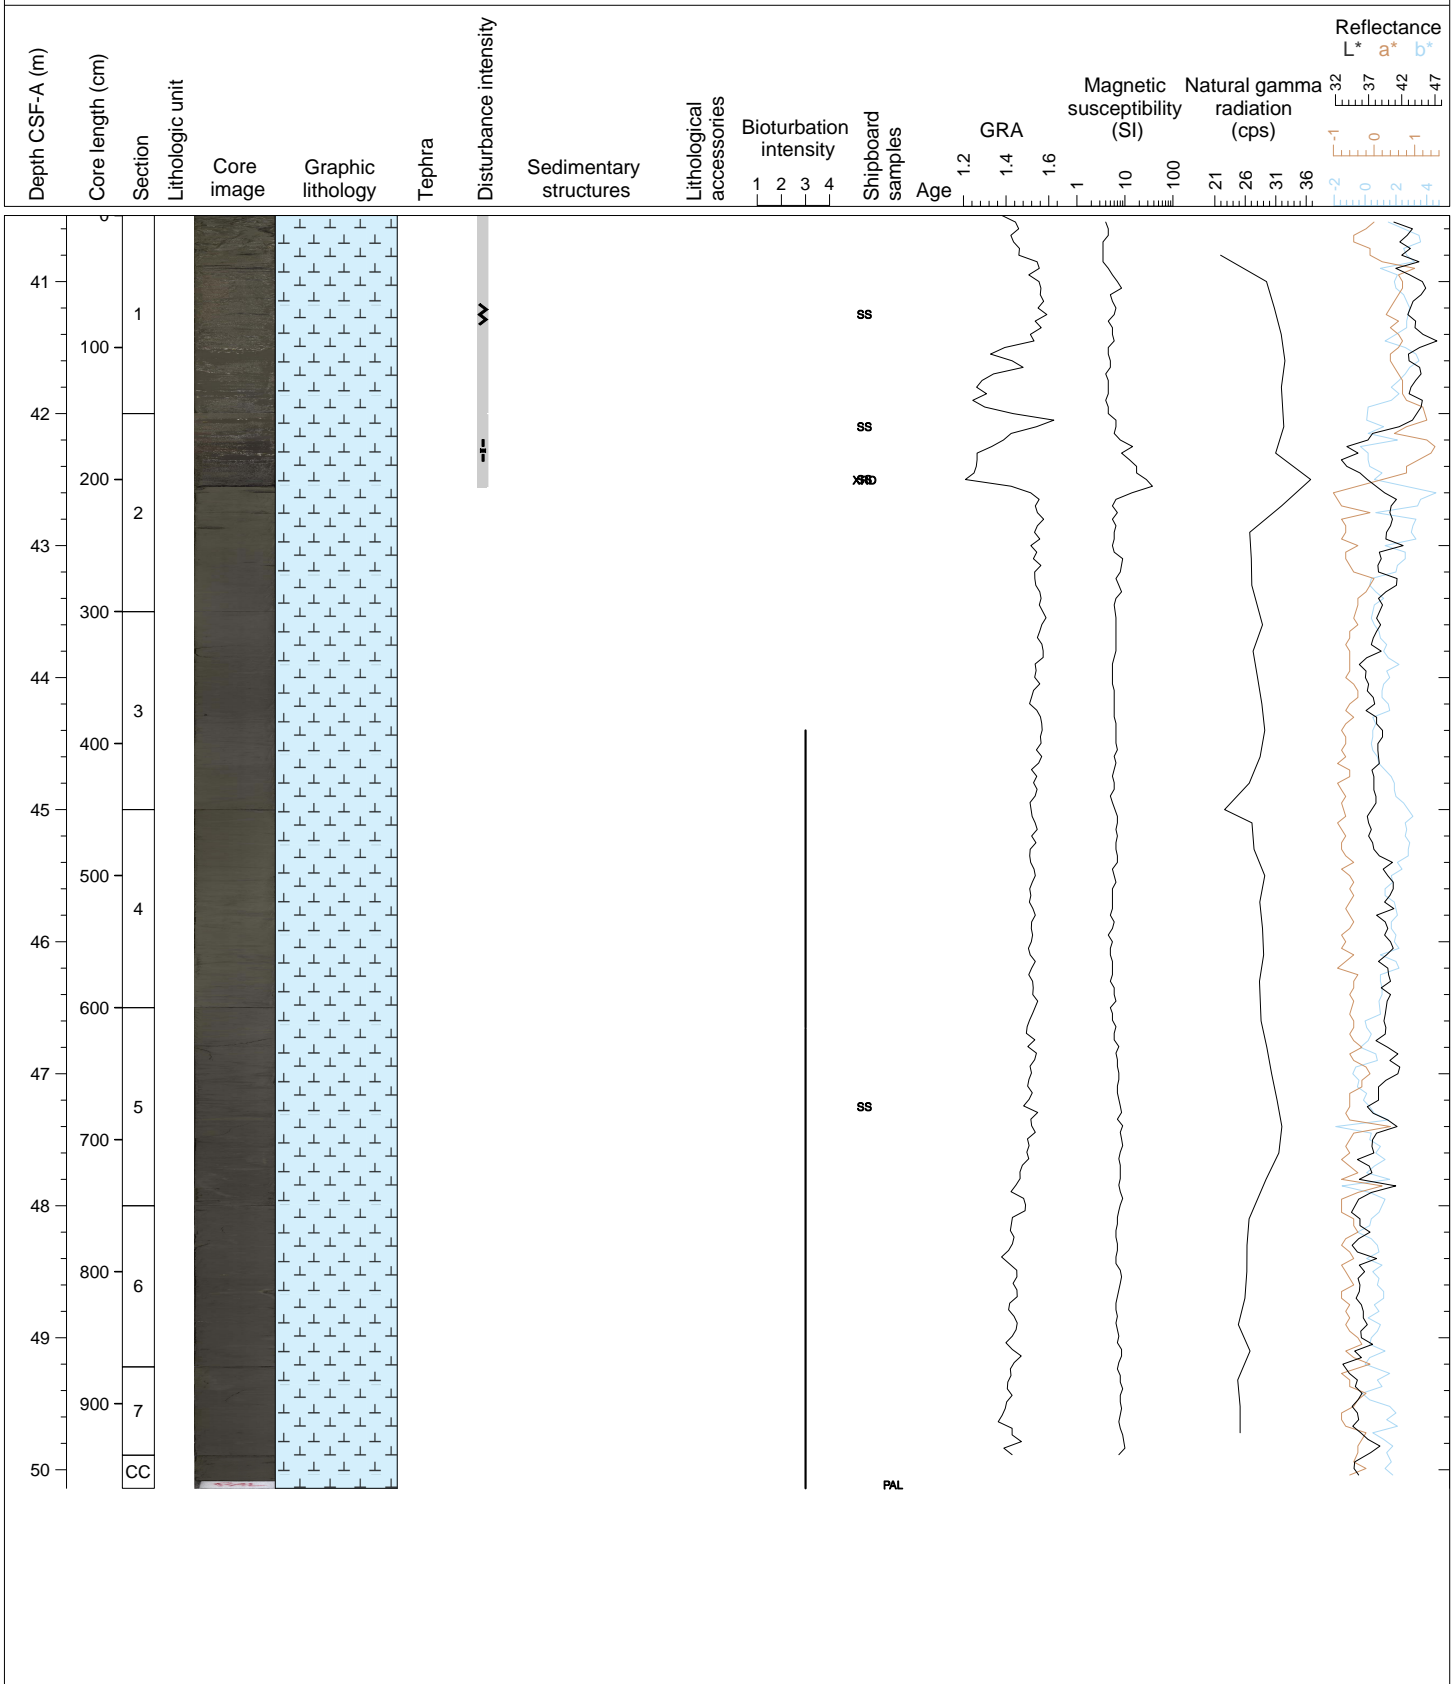 Depth CSF-A (m)
Core length (cm)
Section
Lithologic unit
Core image
Graphic lithology
Tephra
Disturbance intensity
Sedimentary structures
Lithological accessories
Bioturbation intensity
1 2 3 4
Shipboard samples
Age
GRA
1.2 1.4 1.6
Magnetic susceptibility (SI)
1 10 100
Natural gamma radiation (cps)
21 26 31 36
Reflectance
L* a* b*
32 37 42 47
-1 0 1
-2 0 2 4
0
41
1
SS
100
42
SS
200
2
43
300
44
3
400
45
500
4
46
600
47
5
SS
700
48
800
6
49
900
7
50
CC
PAL